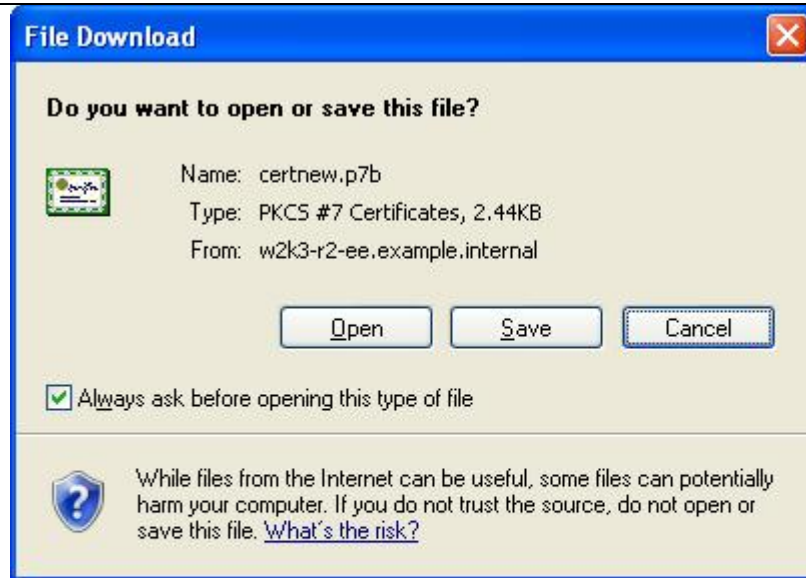 File Download
Do you want to open or save this file?
Name: certnew.p7b
Type: PKCS #7 Certificates, 2.44KB
From: w2k3-r2-ee.example.internal
Open Save Cancel
Always ask before opening this type of file
While files from the Internet can be useful, some files can potentially
harm your computer. If you do not trust the source, do not open or
save this file. What's the risk?